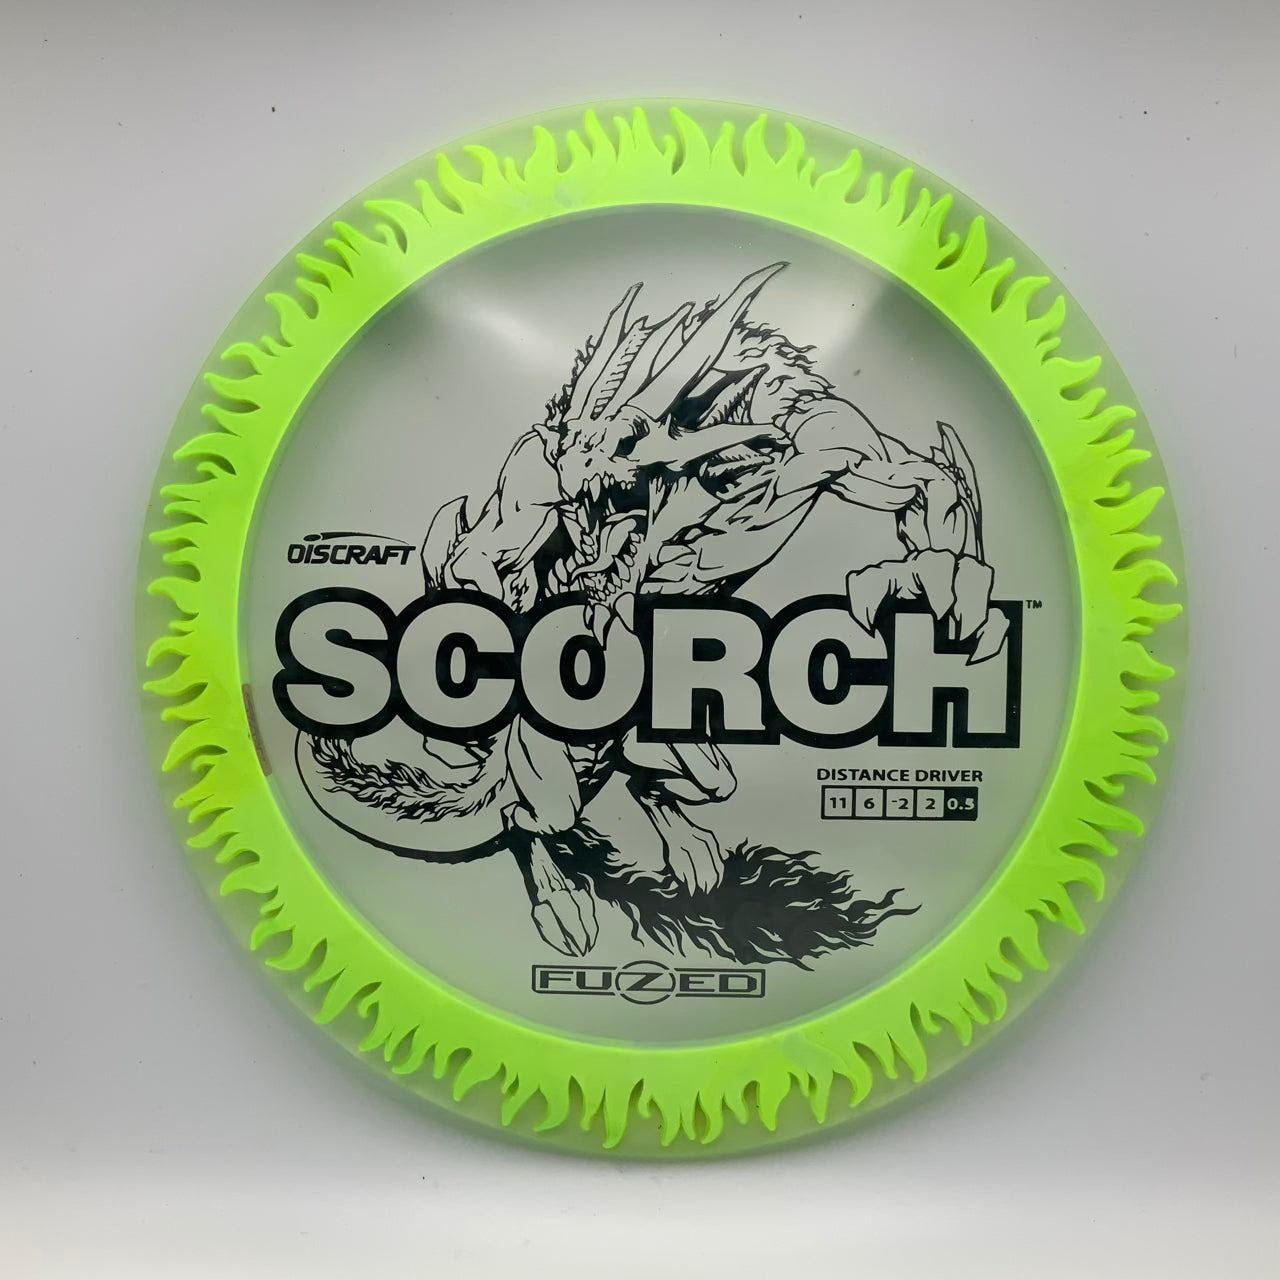 DISCRAFT
SCORCH™
DISTANCE DRIVER
11 6 -2 2 0.5
FUZED